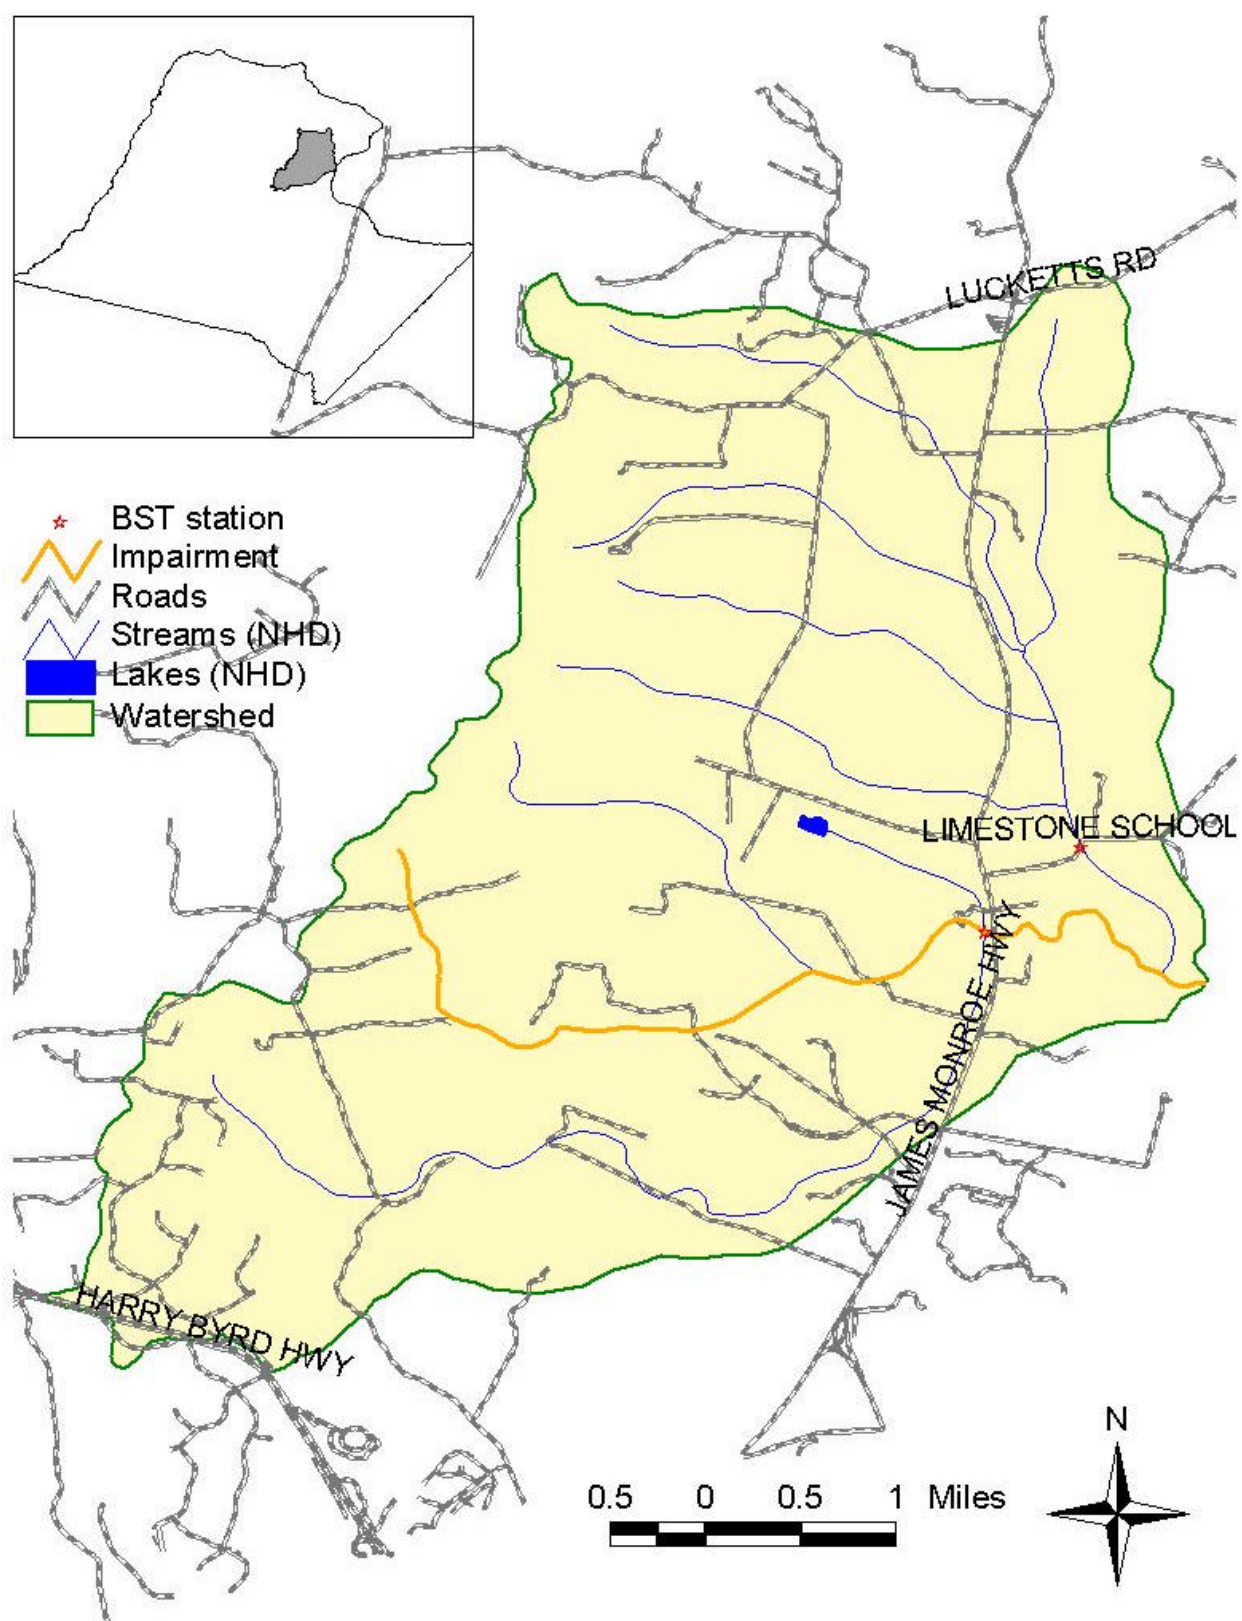 LUCKETTS RD
BST station
Impairment
Roads
Streams (NHD)
Lakes (NHD)
Watershed
LIMESTONE SCHOOL
JAMES MONROE HWY
HARRY BYRD HWY
N
0.5 0 0.5 1 Miles